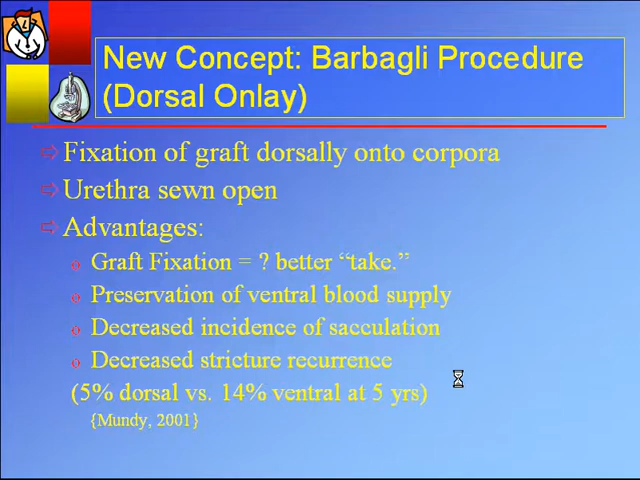 New Concept: Barbagli Procedure
(Dorsal Onlay)
Fixation of graft dorsally onto corpora
Urethra sewn open
Advantages:
Graft Fixation = ? better “take.”
Preservation of ventral blood supply
Decreased incidence of sacculation
Decreased stricture recurrence
(5% dorsal vs. 14% ventral at 5 yrs)
{Mundy, 2001}